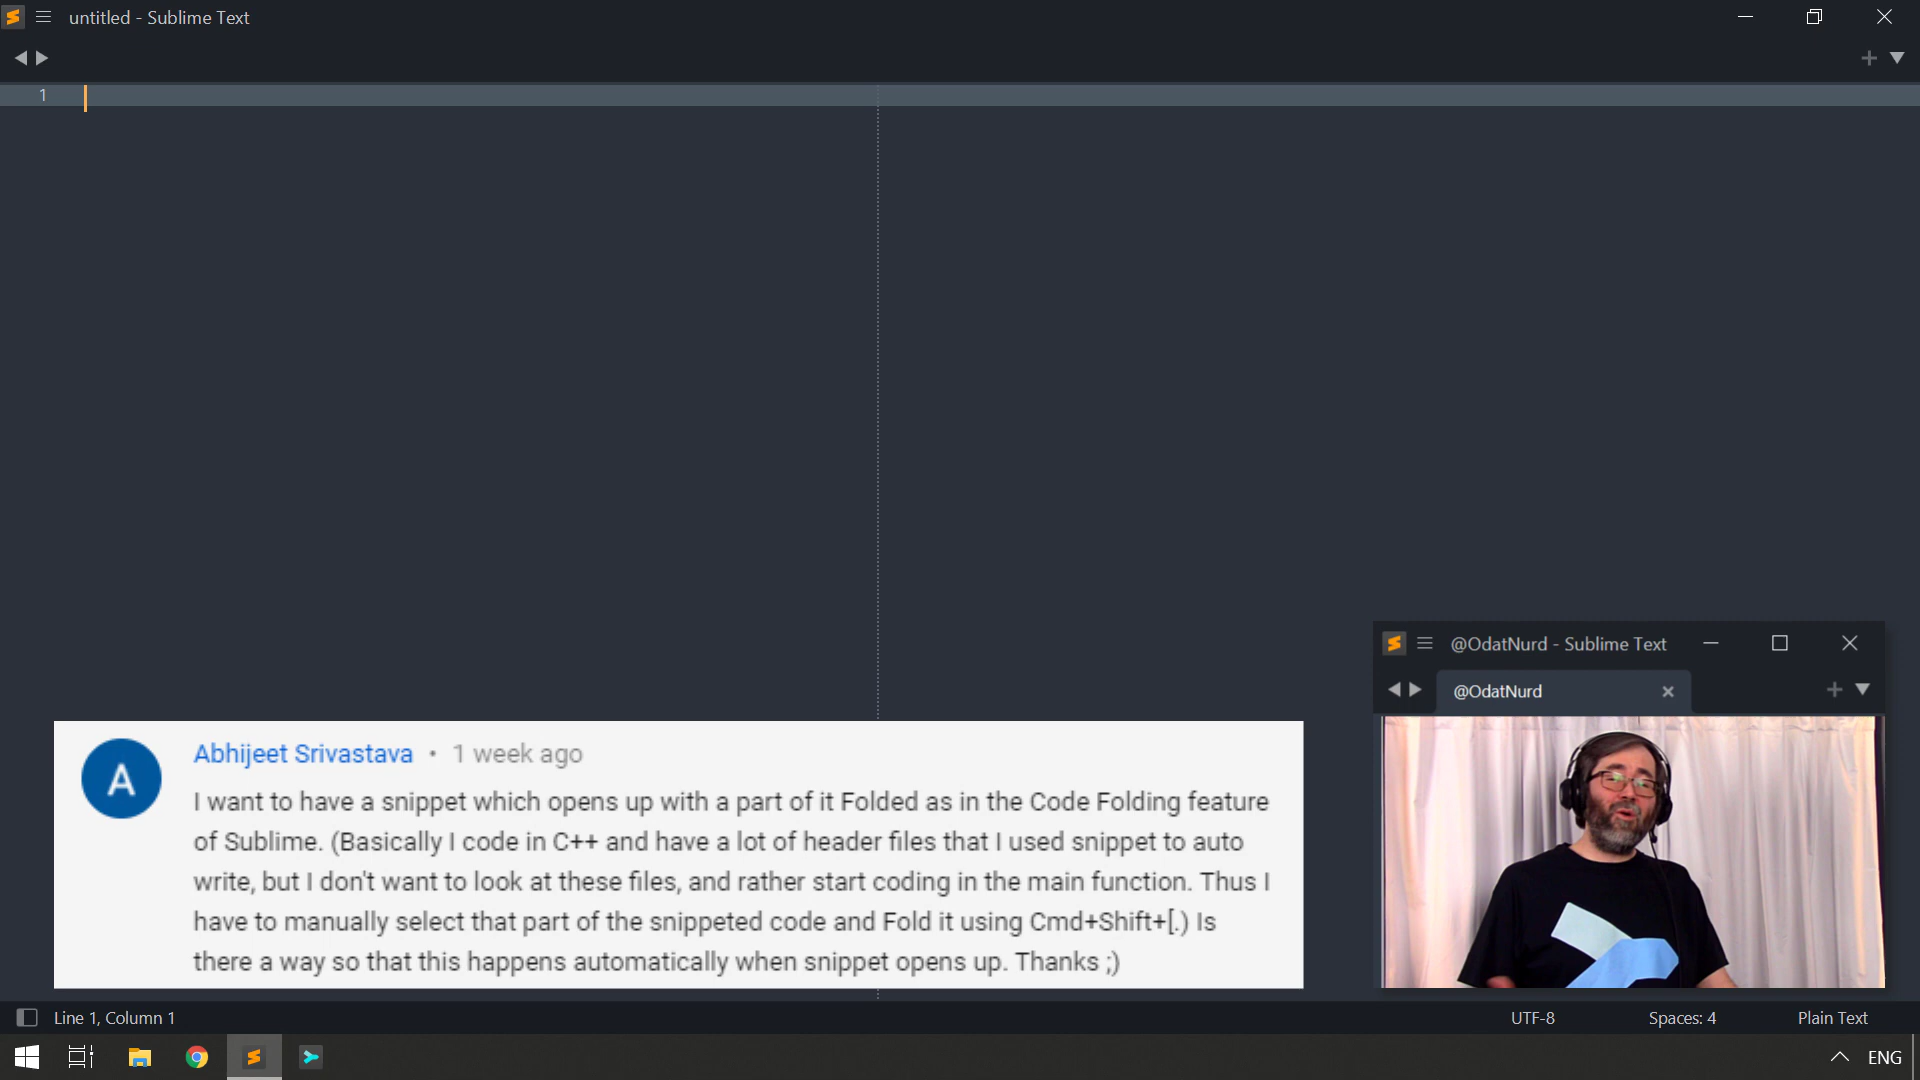 untitled - Sublime Text
1
@OdatNurd - Sublime Text
@OdatNurd
A
Abhijeet Srivastava • 1 week ago
I want to have a snippet which opens up with a part of it Folded as in the Code Folding feature
of Sublime. (Basically I code in C++ and have a lot of header files that I used snippet to auto
write, but I don't want to look at these files, and rather start coding in the main function. Thus I
have to manually select that part of the snippeted code and Fold it using Cmd+Shift+[.) Is
there a way so that this happens automatically when snippet opens up. Thanks ;)
Line 1, Column 1
UTF-8
Spaces: 4
Plain Text
ENG